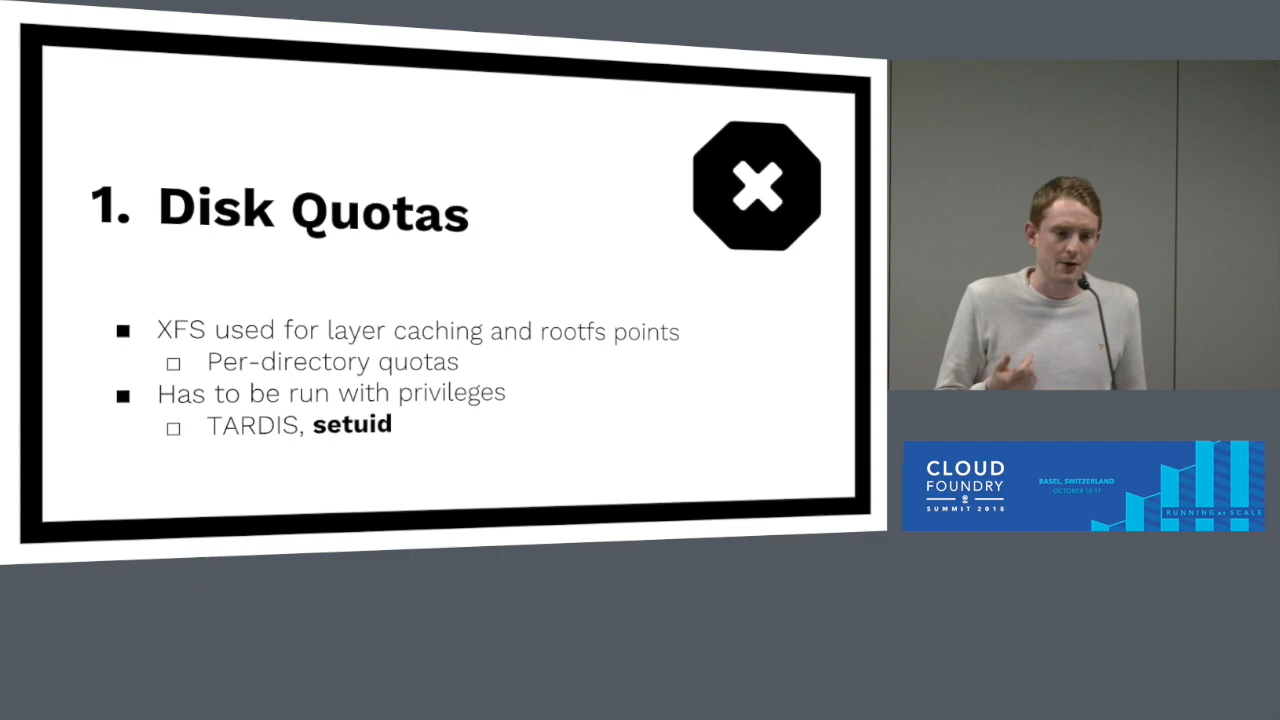 1. Disk Quotas
■ XFS used for layer caching and rootfs points
□ Per-directory quotas
■ Has to be run with privileges
□ TARDIS, setuid
CLOUD
FOUNDRY
SUMMIT 2018
BASEL, SWITZERLAND
OCTOBER 10-11
RUNNING AT SCALE